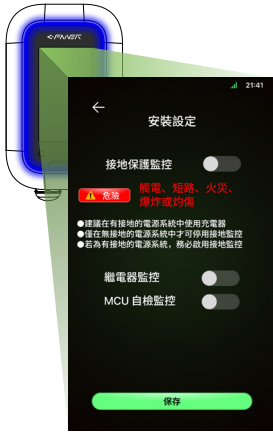 21:41
安裝設定
接地保護監控
危險
觸電、短路、火災、
爆炸或灼傷
●建議在有接地的電源系統中使用充電器
●僅在無接地的電源系統中才可停用接地監控
●若為有接地的電源系統，務必啟用接地監控
繼電器監控
MCU 自檢監控
保存